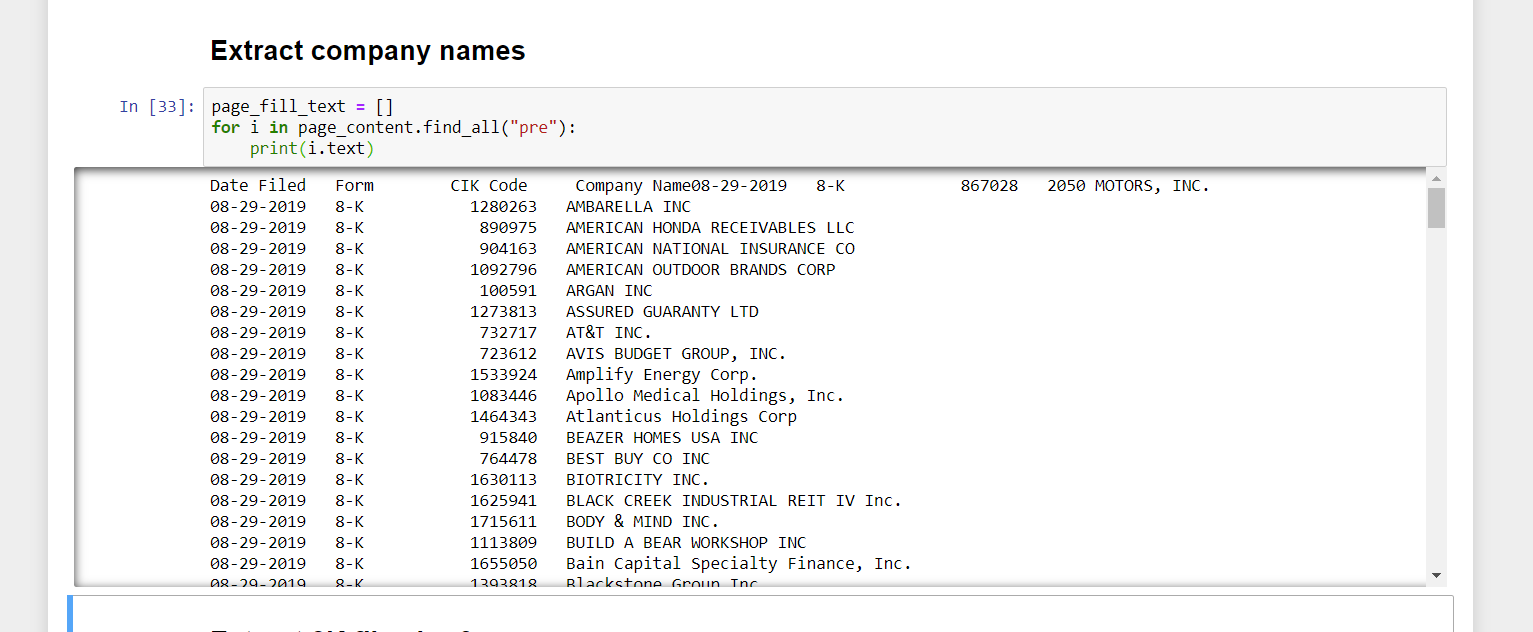 Extract company names
In [33]: page_fill_text = []
for i in page_content.find_all("pre"):
    print(i.text)
Date Filed   Form        CIK Code     Company Name08-29-2019   8-K            867028   2050 MOTORS, INC.
08-29-2019   8-K           1280263   AMBARELLA INC
08-29-2019   8-K            890975   AMERICAN HONDA RECEIVABLES LLC
08-29-2019   8-K            904163   AMERICAN NATIONAL INSURANCE CO
08-29-2019   8-K           1092796   AMERICAN OUTDOOR BRANDS CORP
08-29-2019   8-K            100591   ARGAN INC
08-29-2019   8-K           1273813   ASSURED GUARANTY LTD
08-29-2019   8-K            732717   AT&T INC.
08-29-2019   8-K            723612   AVIS BUDGET GROUP, INC.
08-29-2019   8-K           1533924   Amplify Energy Corp.
08-29-2019   8-K           1083446   Apollo Medical Holdings, Inc.
08-29-2019   8-K           1464343   Atlanticus Holdings Corp
08-29-2019   8-K            915840   BEAZER HOMES USA INC
08-29-2019   8-K            764478   BEST BUY CO INC
08-29-2019   8-K           1630113   BIOTRICITY INC.
08-29-2019   8-K           1625941   BLACK CREEK INDUSTRIAL REIT IV Inc.
08-29-2019   8-K           1715611   BODY & MIND INC.
08-29-2019   8-K           1113809   BUILD A BEAR WORKSHOP INC
08-29-2019   8-K           1655050   Bain Capital Specialty Finance, Inc.
08-29-2019   8-K           1393818   Blackstone Group Inc